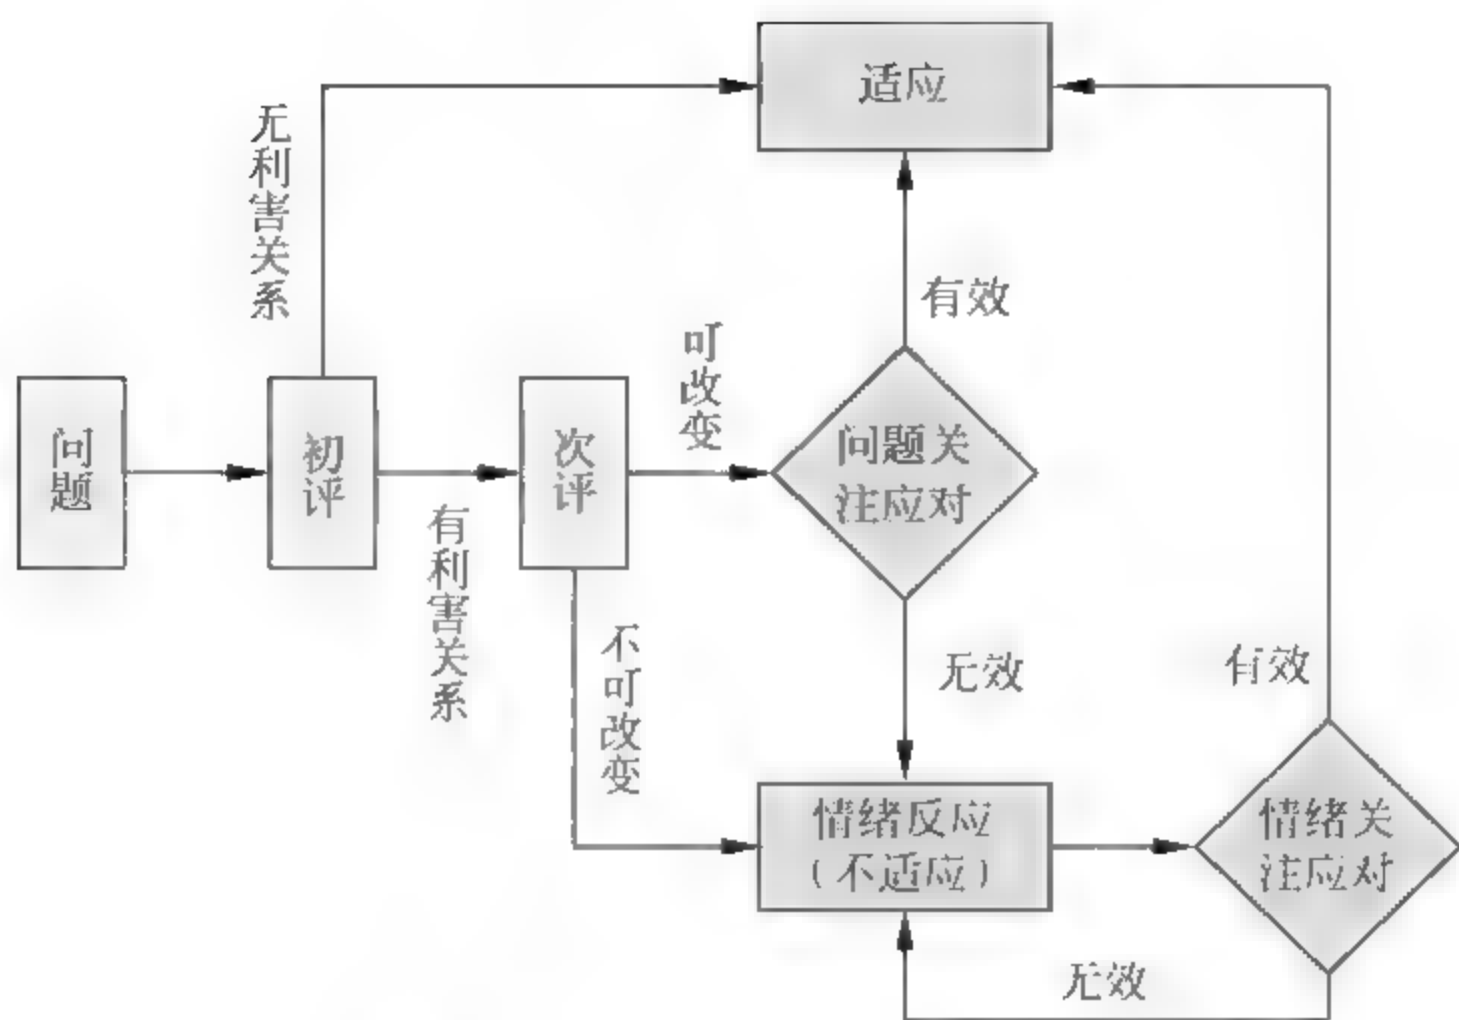 适应
无利害关系
有效
可改变
问题
初评
次评
问题关
注应对
有利害关系
不可改变
无效
有效
情绪反应
（不适应）
情绪关
注应对
无效